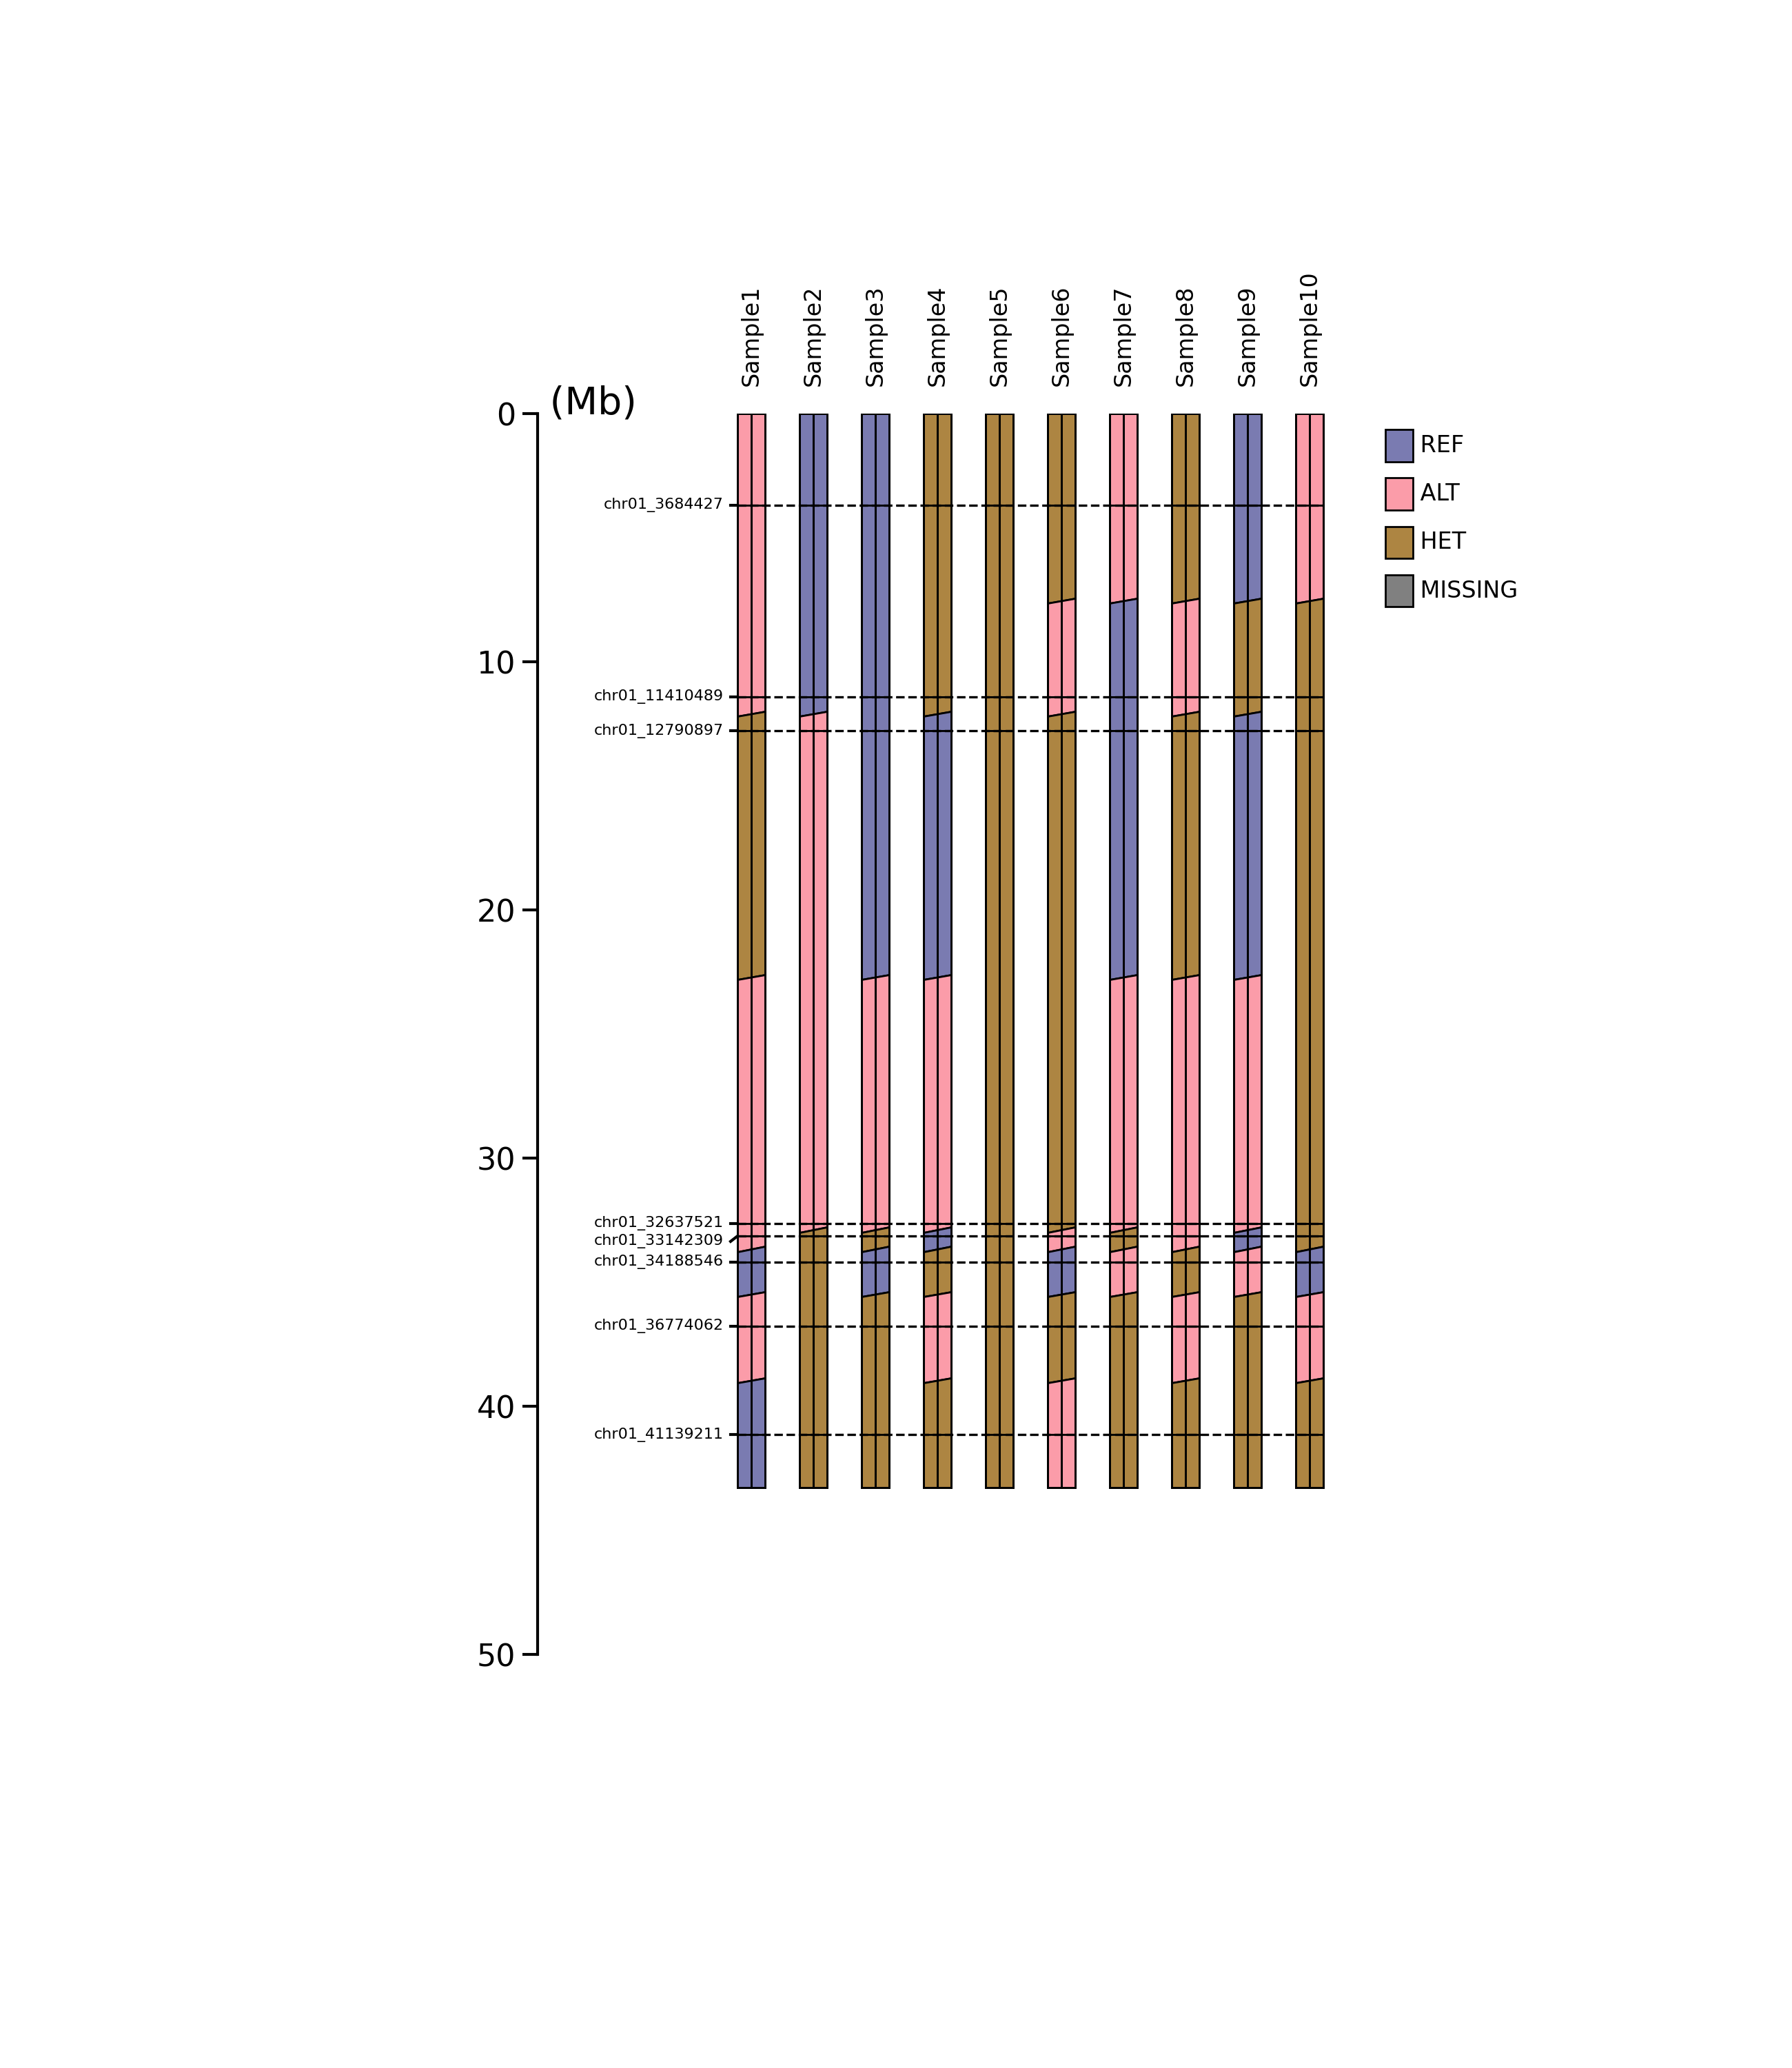 Sample1
Sample2
Sample3
Sample4
Sample5
Sample6
Sample7
Sample8
Sample9
Sample10
(Mb)
0
10
20
30
40
50
chr01_3684427
chr01_11410489
chr01_12790897
chr01_32637521
chr01_33142309
chr01_34188546
chr01_36774062
chr01_41139211
REF
ALT
HET
MISSING